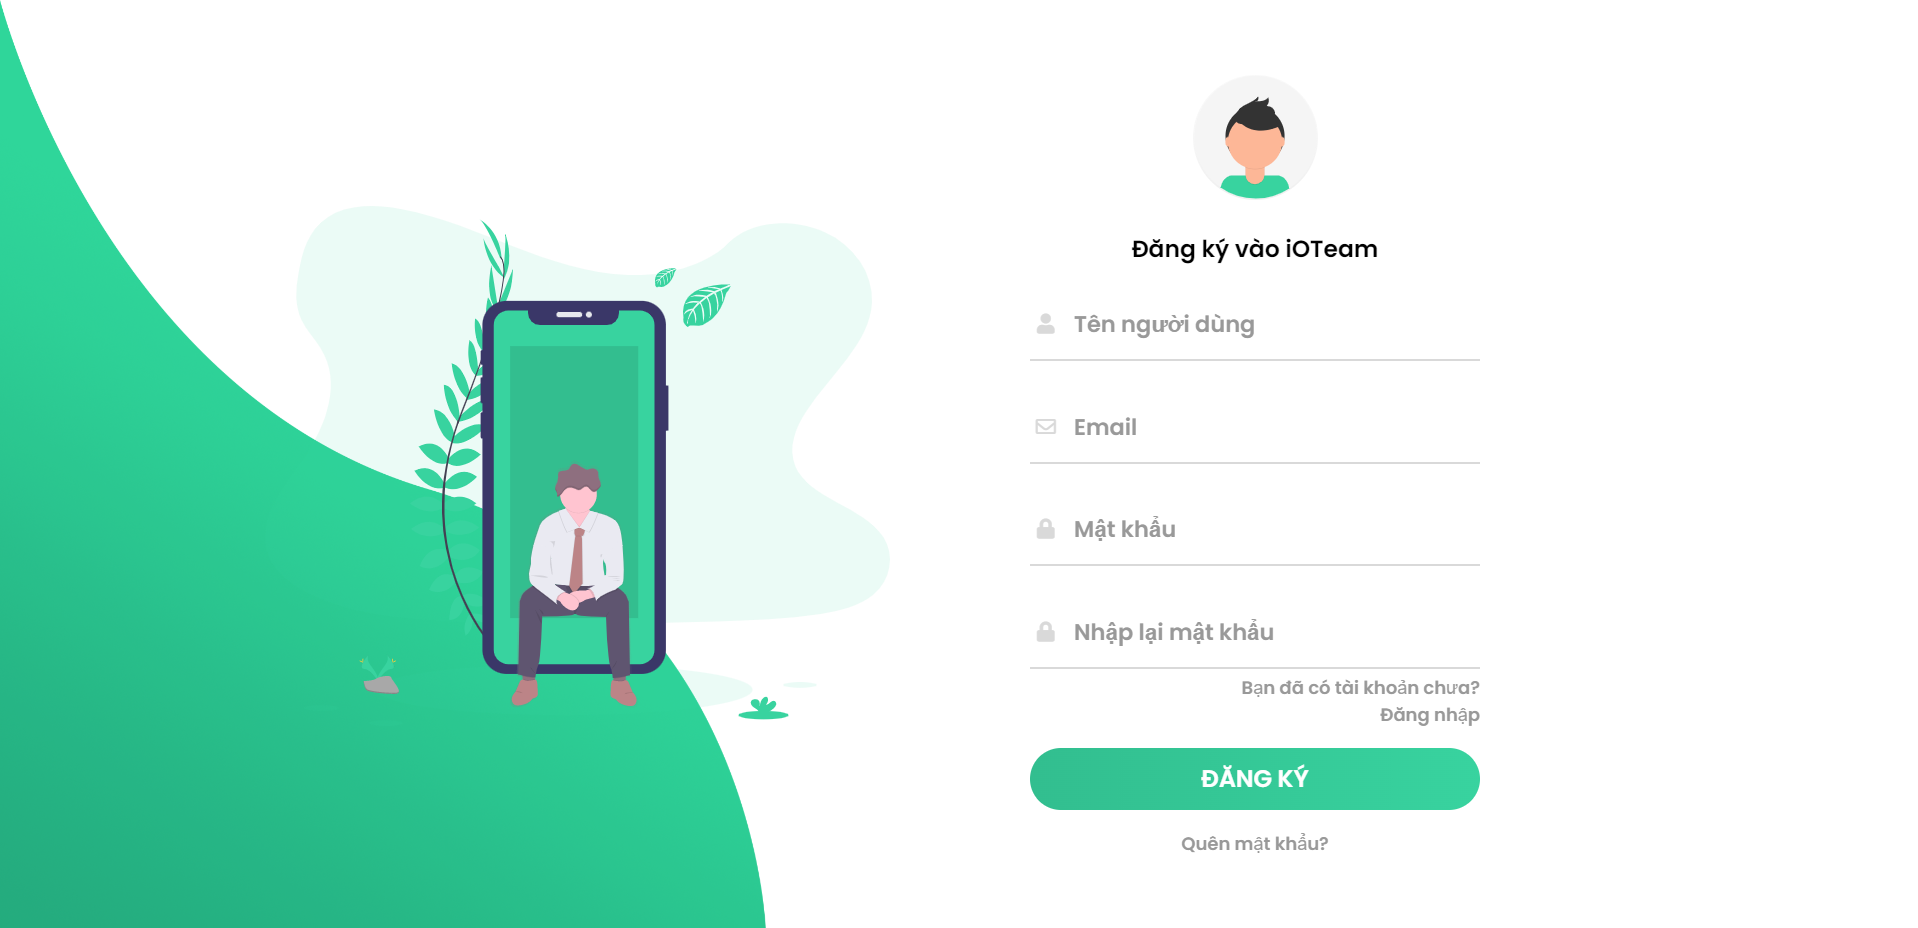 Đăng ký vào iOTeam
Tên người dùng
Email
Mật khẩu
Nhập lại mật khẩu
Bạn đã có tài khoản chưa?
Đăng nhập
ĐĂNG KÝ
Quên mật khẩu?